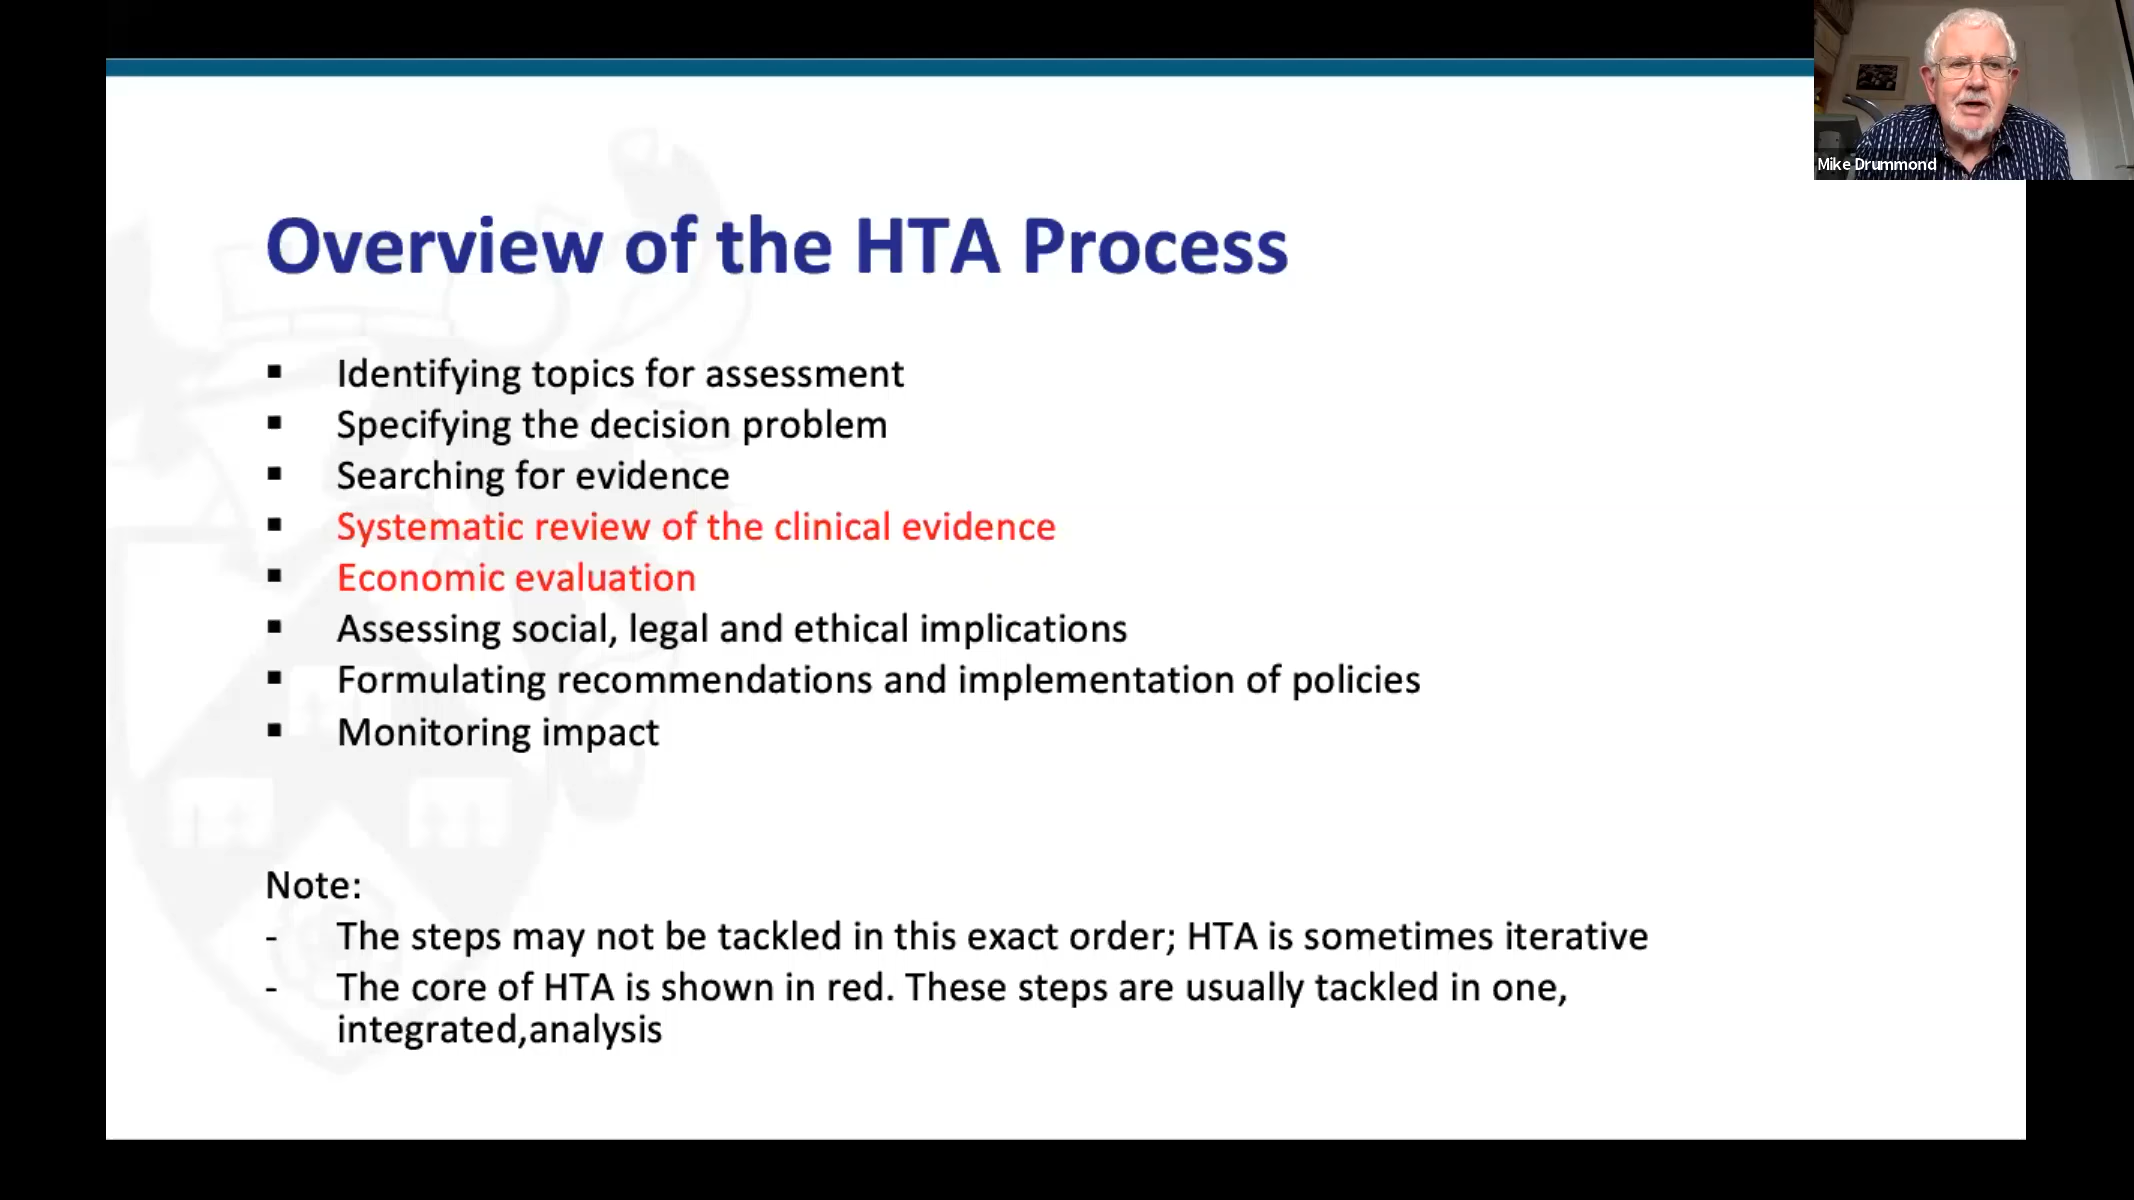 Mike Drummond
Overview of the HTA Process
▪ Identifying topics for assessment
▪ Specifying the decision problem
▪ Searching for evidence
▪ Systematic review of the clinical evidence
▪ Economic evaluation
▪ Assessing social, legal and ethical implications
▪ Formulating recommendations and implementation of policies
▪ Monitoring impact
Note:
- The steps may not be tackled in this exact order; HTA is sometimes iterative
- The core of HTA is shown in red. These steps are usually tackled in one,
integrated,analysis